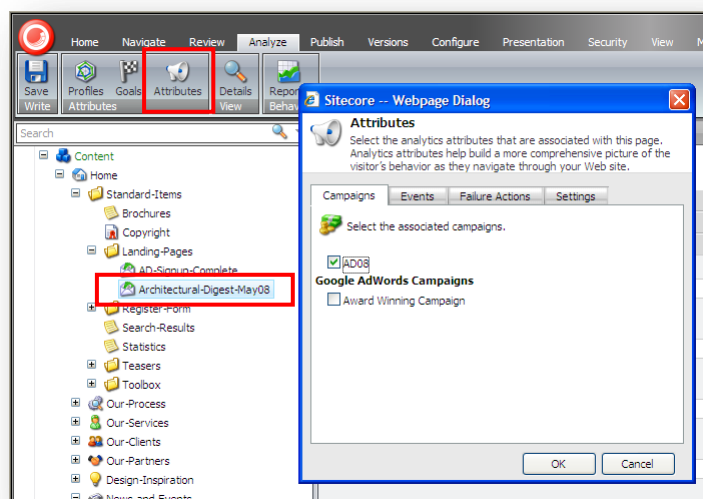 Home Navigate Review Analyze Publish Versions Configure Presentation Security View M
Save Profiles Goals Attributes Details Repor
Write Attributes View Behav
Sitecore -- Webpage Dialog
Attributes
Select the analytics attributes that are associated with this page.
Analytics attributes help build a more comprehensive picture of the
visitor's behavior as they navigate through your Web site.
Search
Content
Home
Standard-Items
Brochures
Copyright
Landing-Pages
AD-Signup-Complete
Architectural-Digest-May08
Register-Form
Search-Results
Statistics
Teasers
Toolbox
Our-Process
Our-Services
Our-Clients
Our-Partners
Design-Inspiration
News-and-Events
Campaigns Events Failure Actions Settings
Select the associated campaigns.
AD08
Google AdWords Campaigns
Award Winning Campaign
OK Cancel